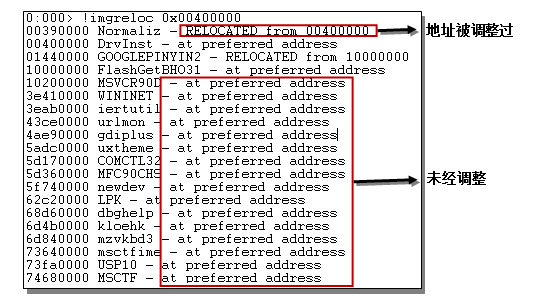 0:000> !imgreloc 0x00400000
00390000 Normaliz - RELOCATED from 00400000
地址被调整过
00400000 DrvInst - at preferred address
01440000 GOOGLEPINYIN2 - RELOCATED from 10000000
10000000 FlashGetBHO31 - at preferred address
10200000 MSVCR90D - at preferred address
3e410000 WININET - at preferred address
3eab0000 iertutil - at preferred address
43ce0000 urlmon - at preferred address
4ae90000 gdiplus - at preferred address
5adc0000 uxtheme - at preferred address
5d170000 COMCTL32 - at preferred address
未经调整
5d360000 MFC90CHS - at preferred address
5f740000 newdev - at preferred address
62c20000 LPK - at preferred address
68d60000 dbghelp - at preferred address
6d4b0000 kloehk - at preferred address
6d840000 mzvkbd3 - at preferred address
73640000 msctfime - at preferred address
73fa0000 USP10 - at preferred address
74680000 MSCTF - at preferred address